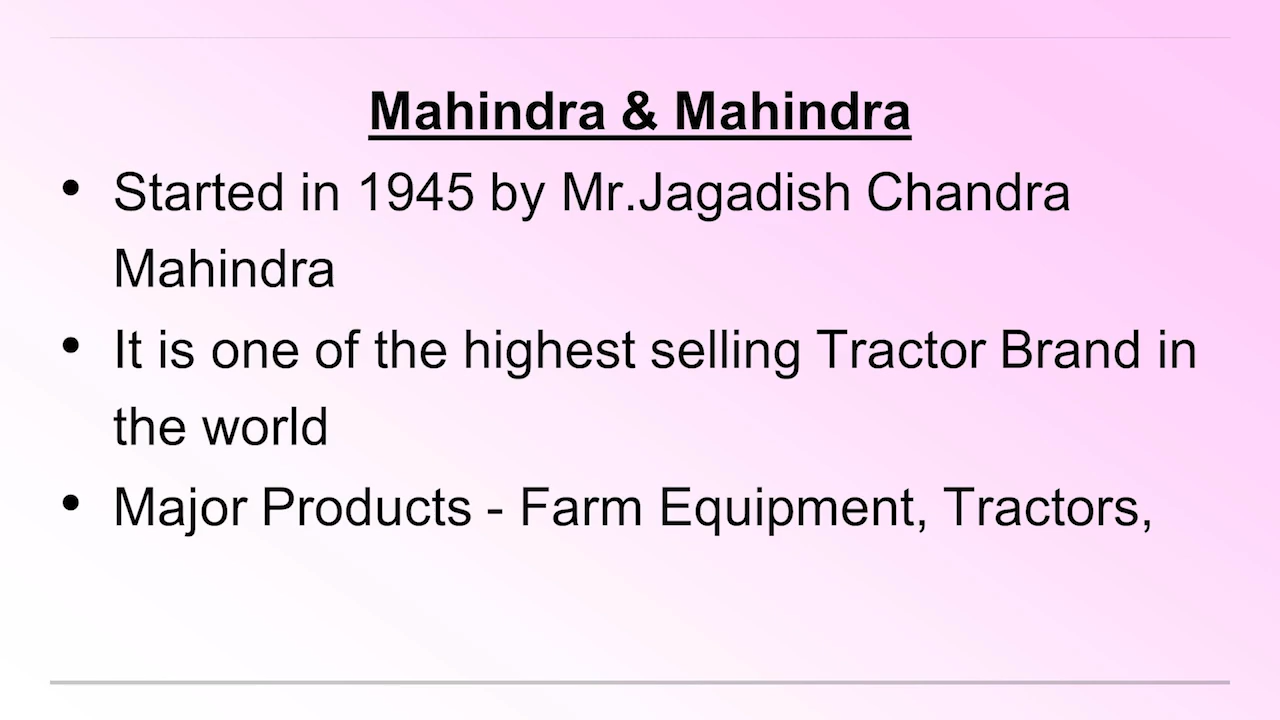 Mahindra & Mahindra
• Started in 1945 by Mr.Jagadish Chandra
Mahindra
• It is one of the highest selling Tractor Brand in
the world
• Major Products - Farm Equipment, Tractors,